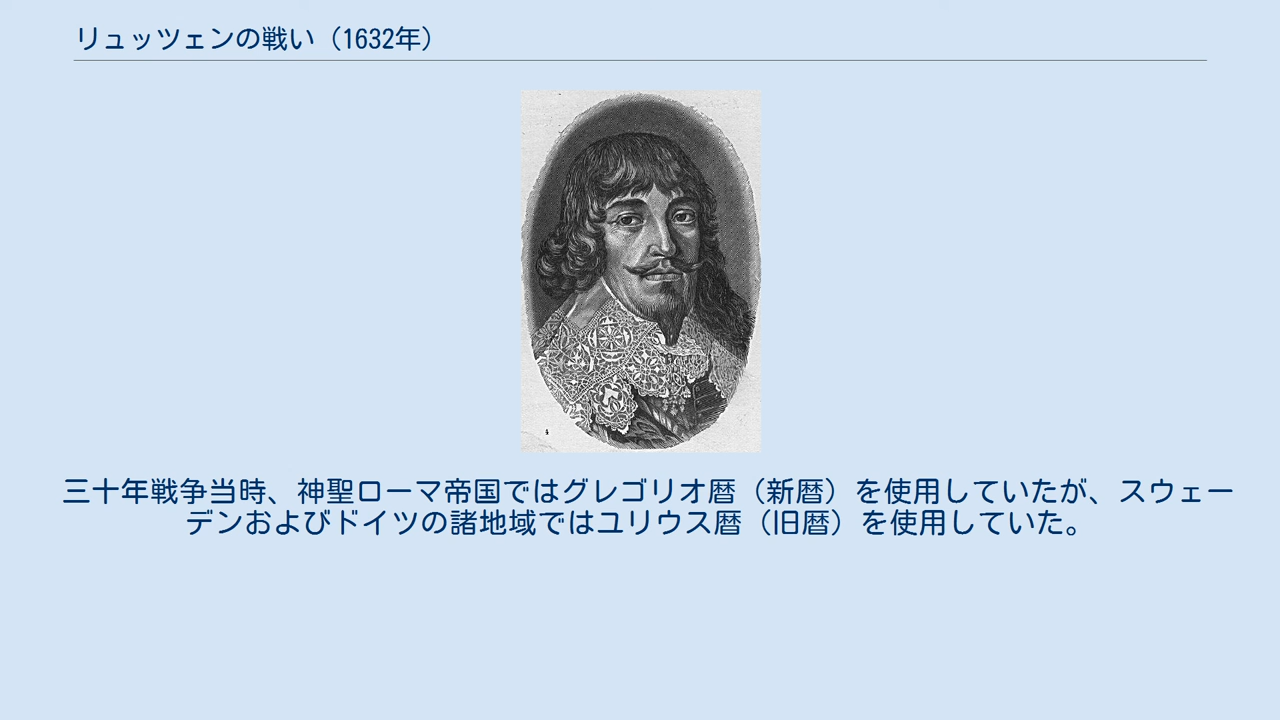 リュッツェンの戦い（1632年）
三十年戦争当時、神聖ローマ帝国ではグレゴリオ暦（新暦）を使用していたが、スウェー
デンおよびドイツの諸地域ではユリウス暦（旧暦）を使用していた。